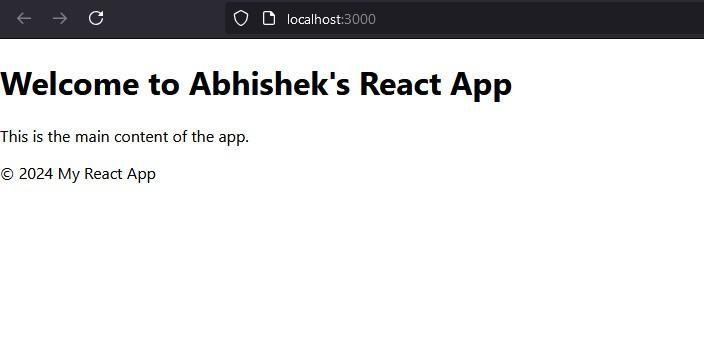 localhost:3000
Welcome to Abhishek's React App
This is the main content of the app.
© 2024 My React App